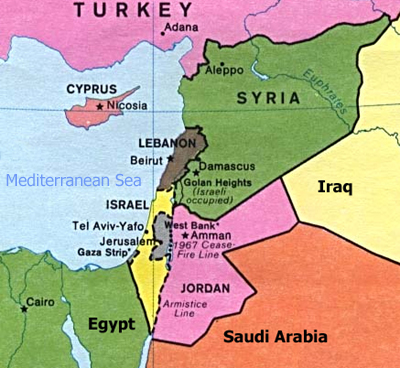 TURKEY
Adana
Aleppo
Euphrates
CYPRUS
Nicosia
SYRIA
LEBANON
Beirut
Damascus
Mediterranean Sea
Golan Heights
(Israeli
occupied)
Iraq
ISRAEL
Tel Aviv-Yafo
West Bank*
Jerusalem
Amman
Gaza Strip*
1967 Cease-
Fire Line
Cairo
JORDAN
Egypt
Armistice
Line
Saudi Arabia